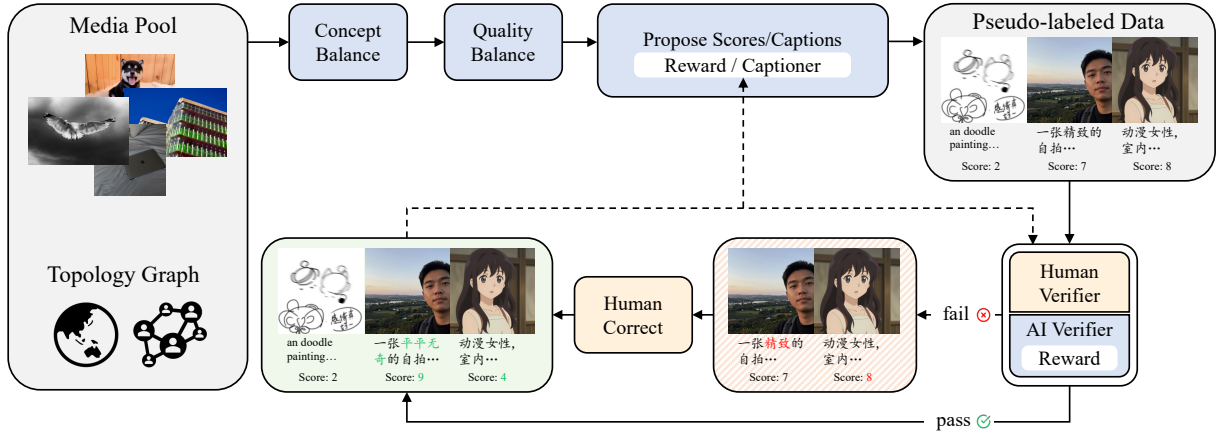 Media Pool
Topology Graph
Concept
Balance
Quality
Balance
Propose Scores/Captions
Reward / Captioner
Pseudo-labeled Data
an doodle
painting…
Score: 2
一张精致的
自拍…
Score: 7
动漫女性，
室内…
Score: 8
Human
Verifier
AI Verifier
Reward
fail
pass
一张精致的
自拍…
Score: 7
动漫女性，
室内…
Score: 8
Human
Correct
an doodle
painting…
Score: 2
一张平平无
奇的自拍…
Score: 9
动漫女性，
室内…
Score: 4